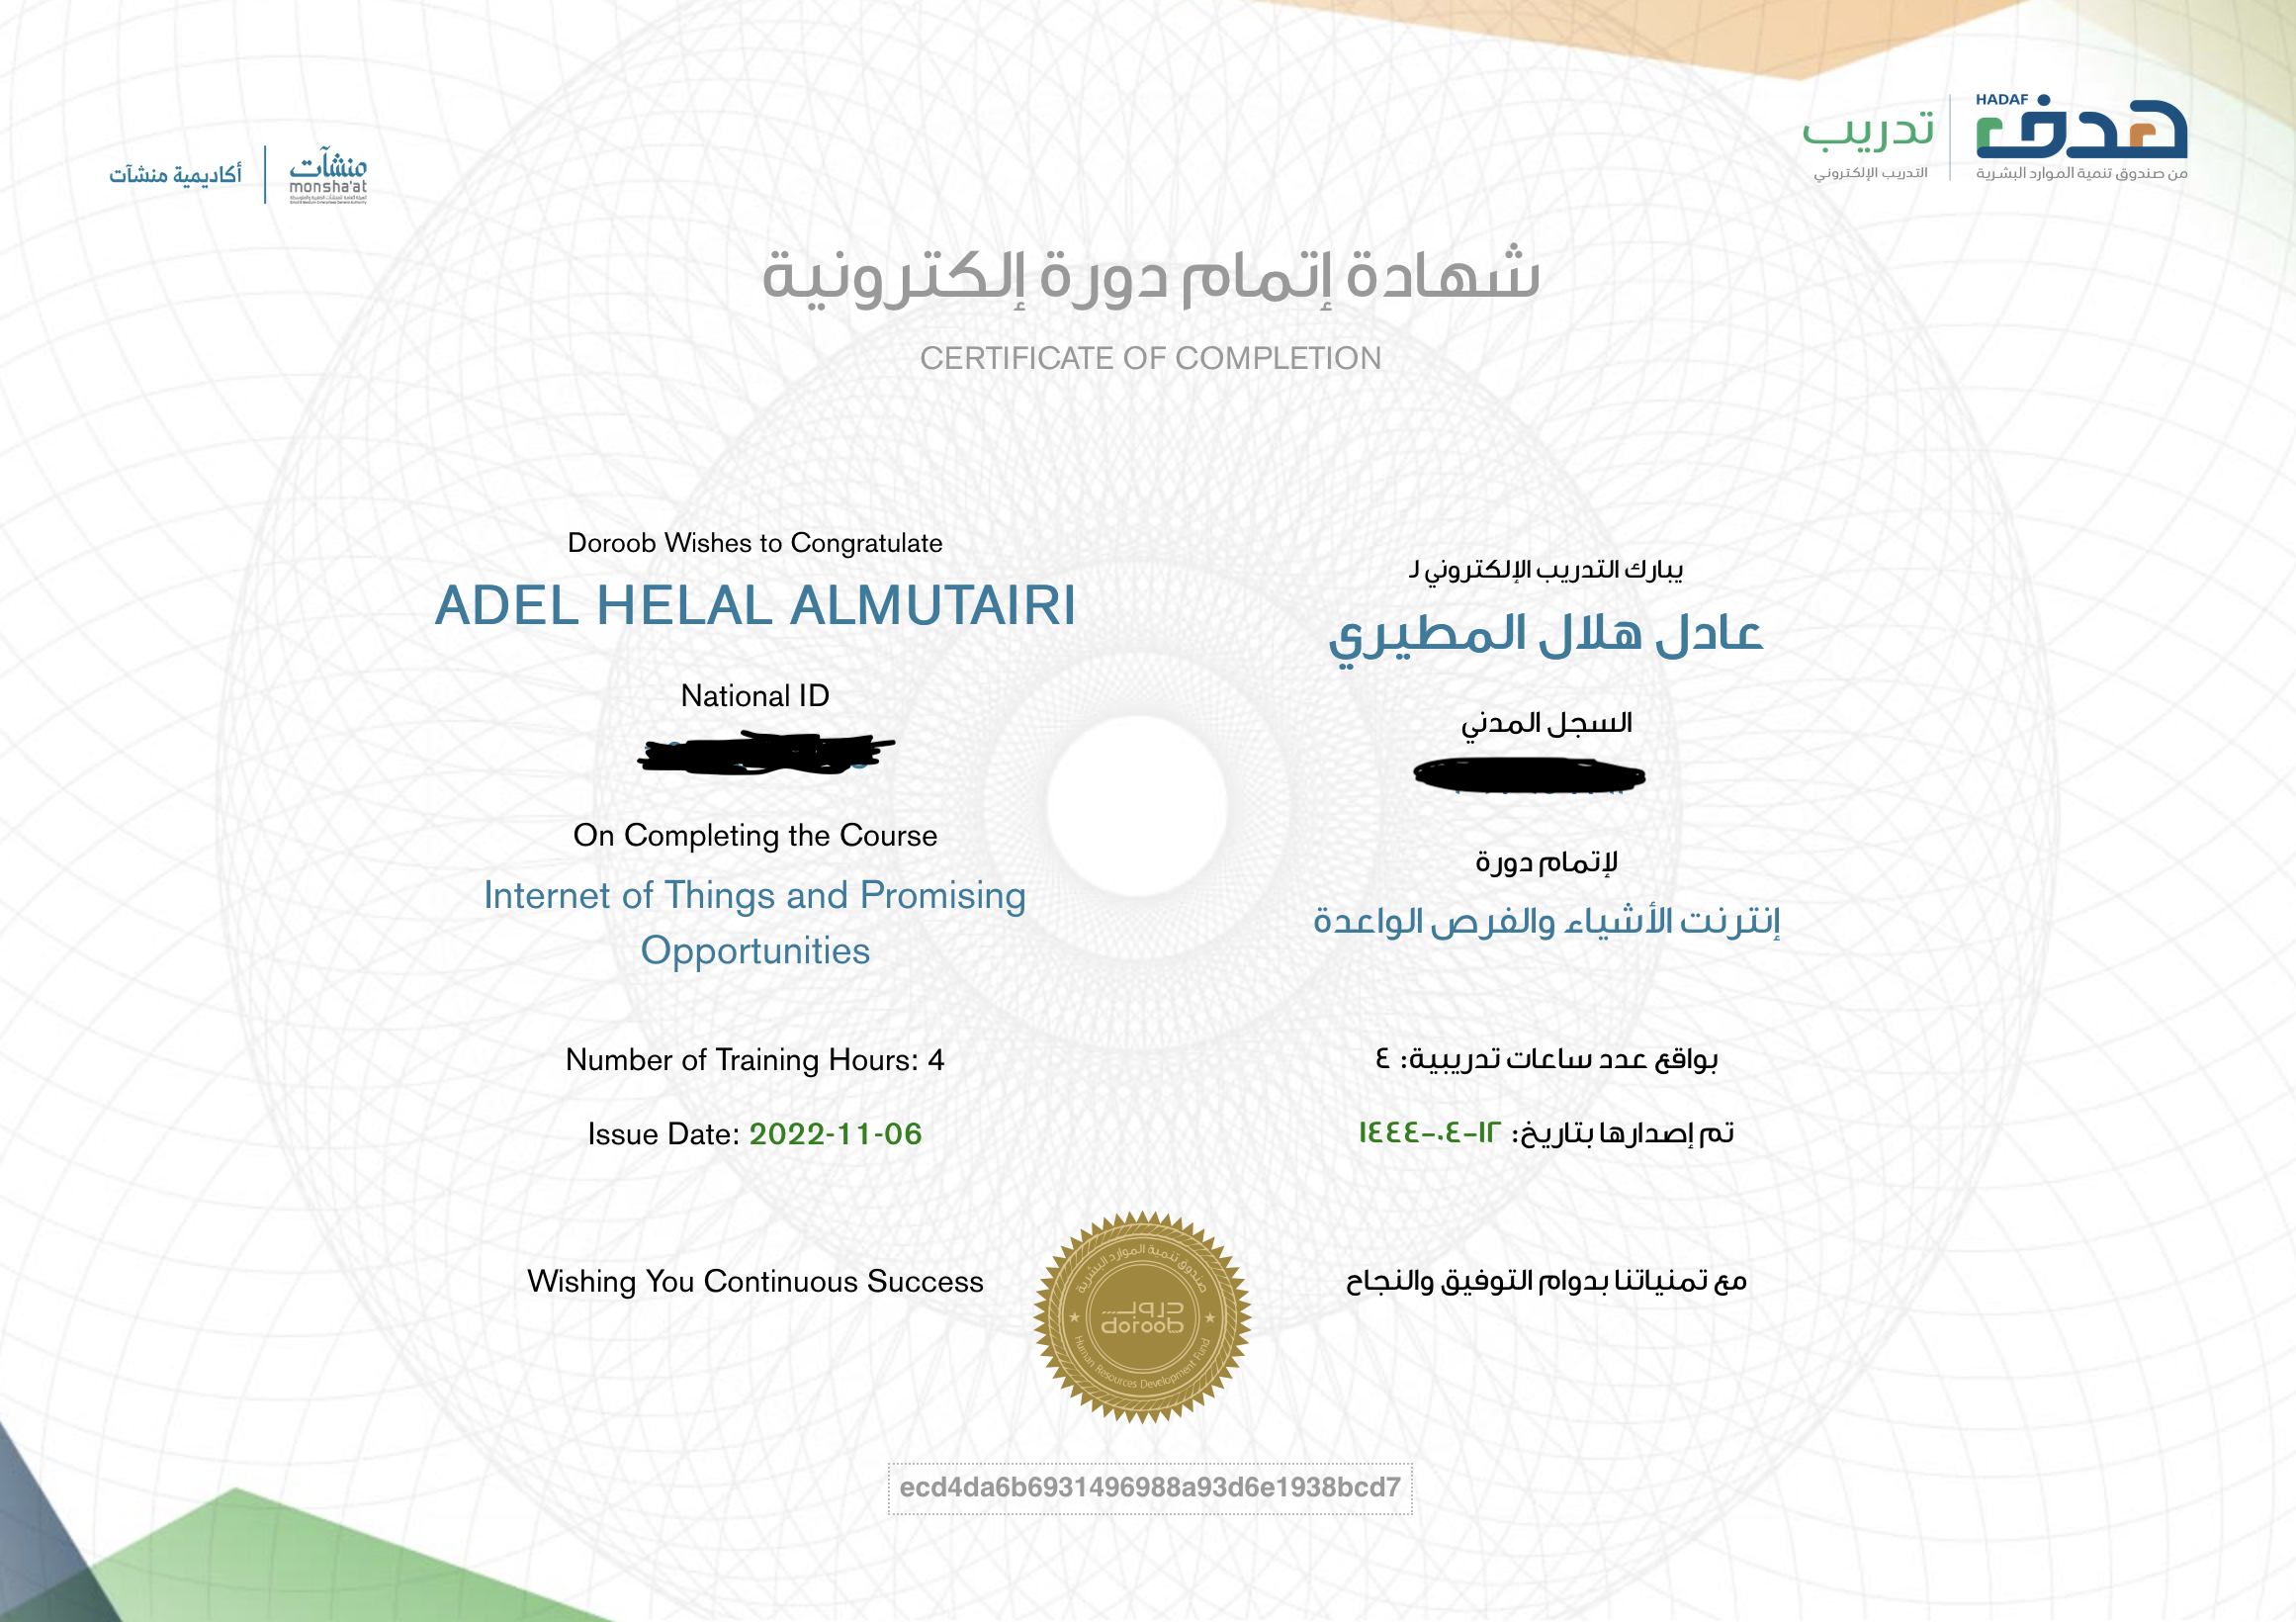 أكاديمية منشآت
منشآت
monsha'at
HADAF
هدف
من صندوق تنمية الموارد البشرية
تدريب
التدريب الإلكتروني
شهادة إتمام دورة إلكترونية
CERTIFICATE OF COMPLETION
Doroob Wishes to Congratulate
ADEL HELAL ALMUTAIRI
National ID
On Completing the Course
Internet of Things and Promising
Opportunities
Number of Training Hours: 4
Issue Date: 2022-11-06
Wishing You Continuous Success
يبارك التدريب الإلكتروني لـ
عادل هلال المطيري
السجل المدني
لإتمام دورة
إنترنت الأشياء والفرص الواعدة
بواقع عدد ساعات تدريبية: ٤
تم إصدارها بتاريخ: ١٢-٠٤-١٤٤٤
مع تمنياتنا بدوام التوفيق والنجاح
صندوق تنمية الموارد البشرية
دروب
doroob
Human Resources Development Fund
ecd4da6b6931496988a93d6e1938bcd7